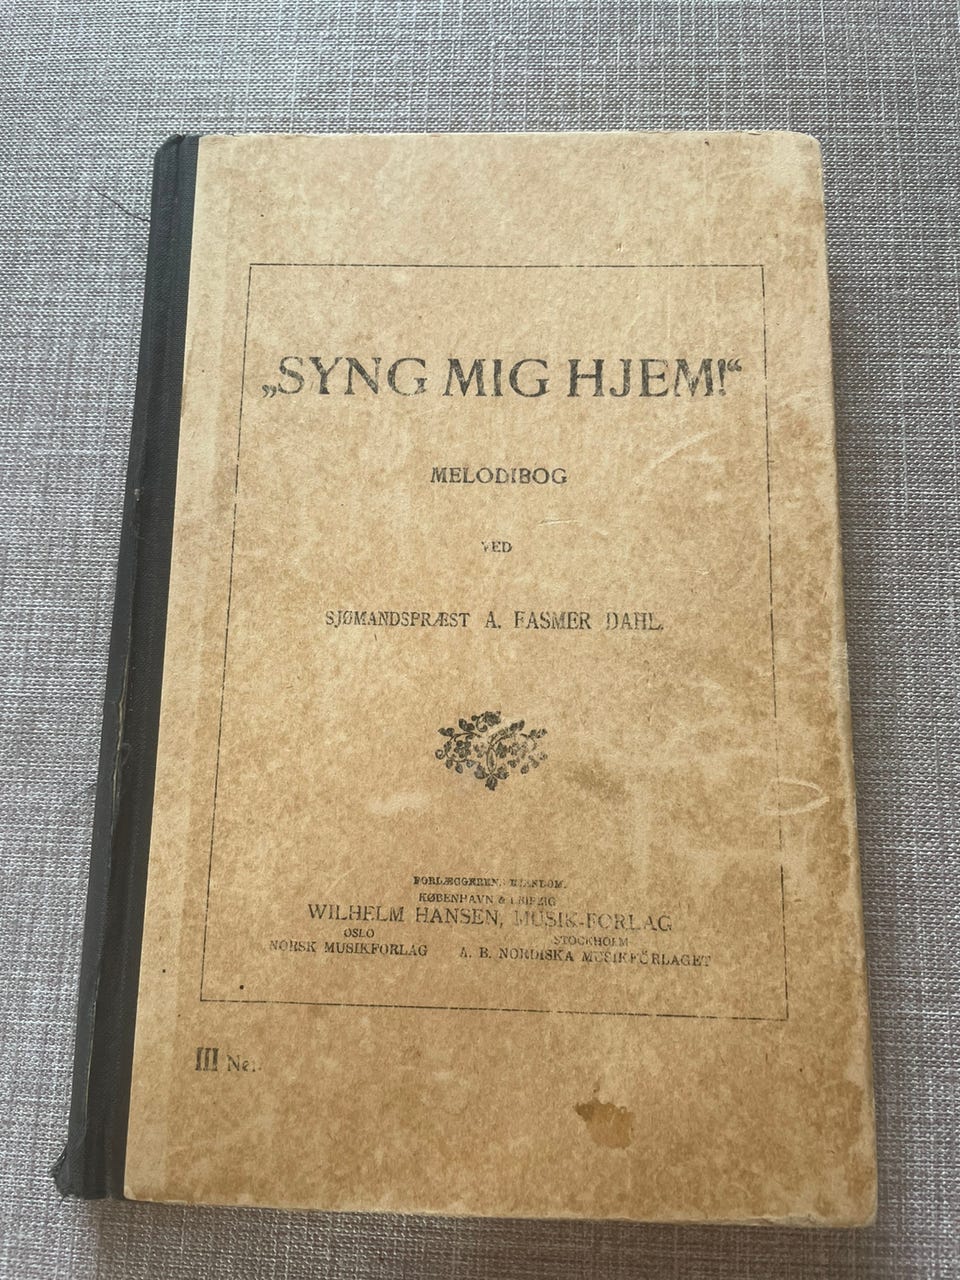 „SYNG MIG HJEM!“
MELODIBOG
VED
SJØMANDSPRÆST A. FASMER DAHL.
FORLÆGGEREN. EJENDOM.
KØBENHAVN & LEIPZIG
WILHELM HANSEN, MUSIK-FORLAG
OSLO STOCKHOLM
NORSK MUSIKFORLAG A. B. NORDISKA MUSIKFÖRLAGET
III